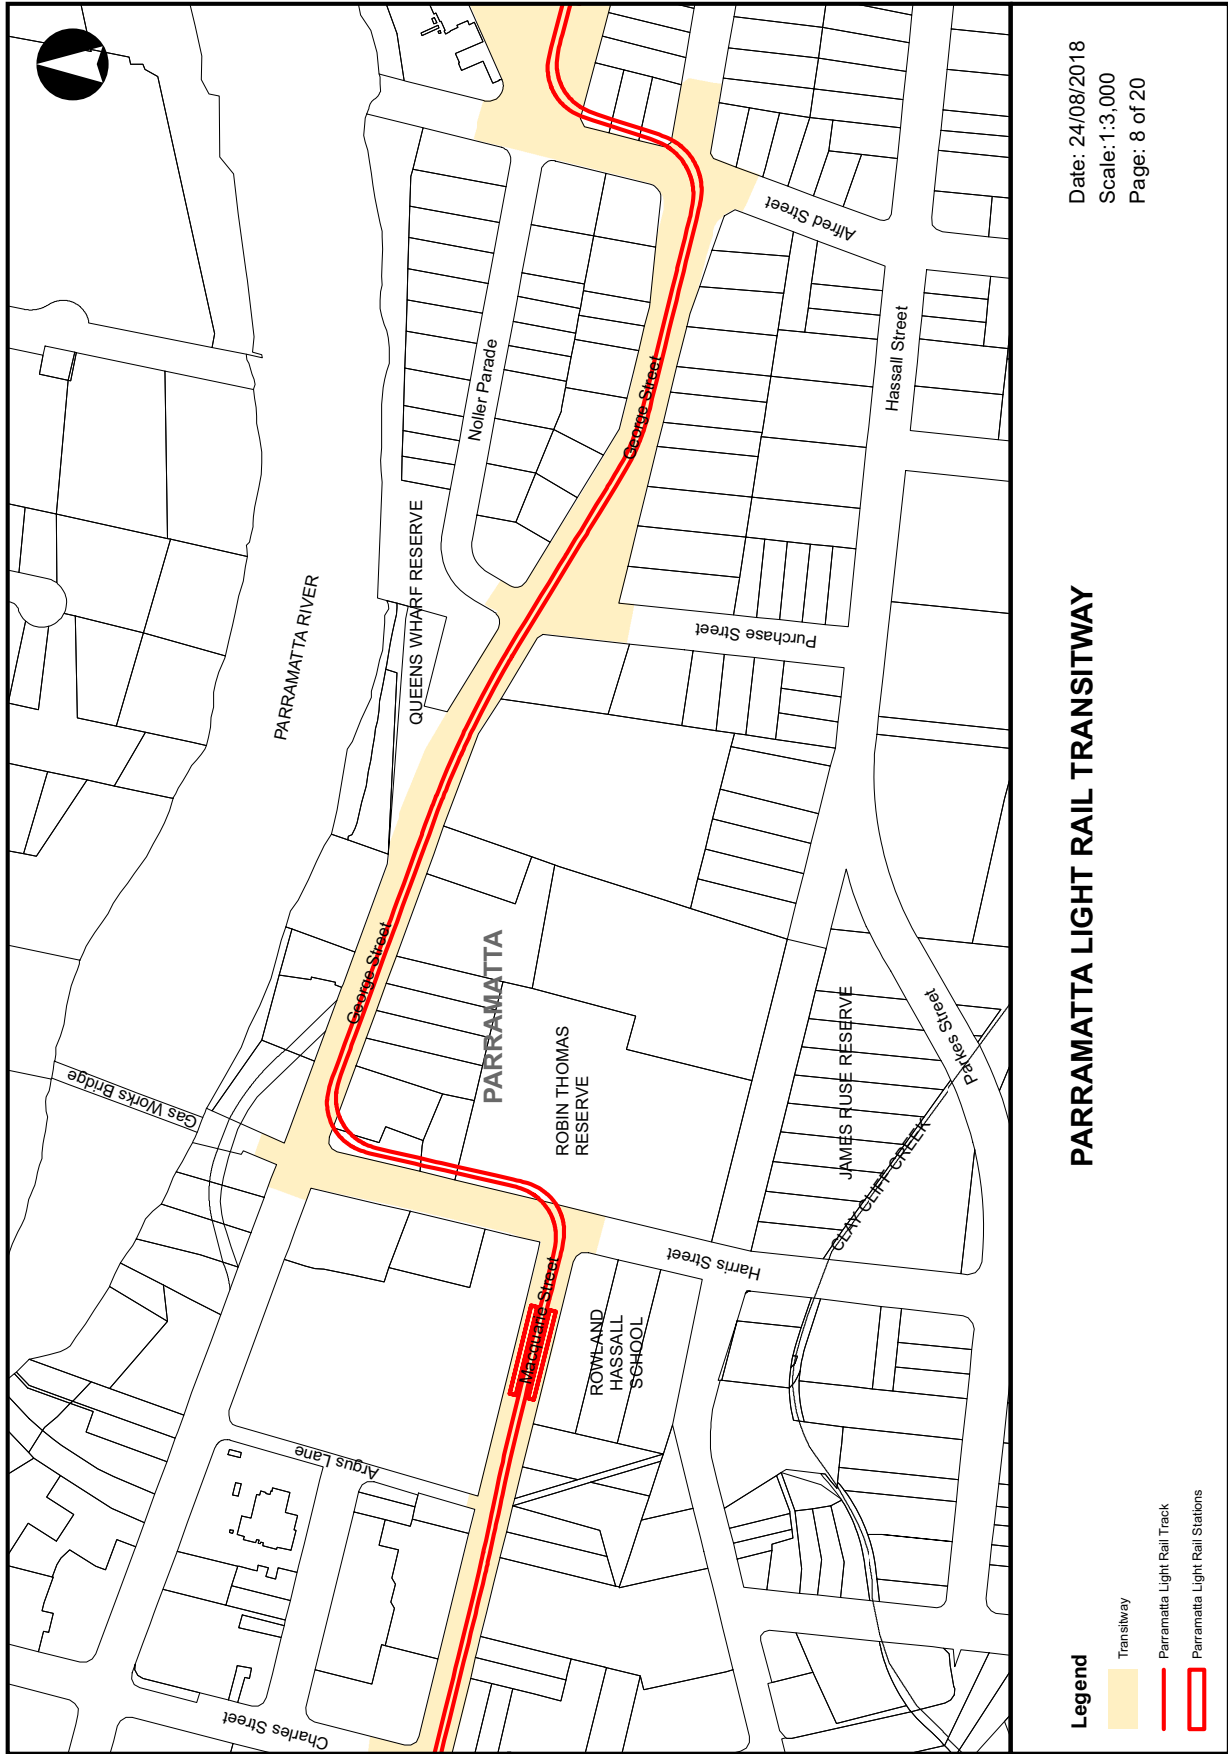 Charles Street
Argus Lane
Gas Works Bridge
PARRAMATTA RIVER
Macquarie Street
George Street
Harris Street
ROWLAND
HASSALL
SCHOOL
PARRAMATTA
ROBIN THOMAS
RESERVE
QUEENS WHARF RESERVE
Noller Parade
George Street
Purchase Street
JAMES RUSE RESERVE
CLAY CLIFF CREEK
Parkes Street
Hassall Street
Alfred Street
Legend
Transitway
Parramatta Light Rail Track
Parramatta Light Rail Stations
PARRAMATTA LIGHT RAIL TRANSITWAY
Date: 24/08/2018
Scale:1:3,000
Page: 8 of 20